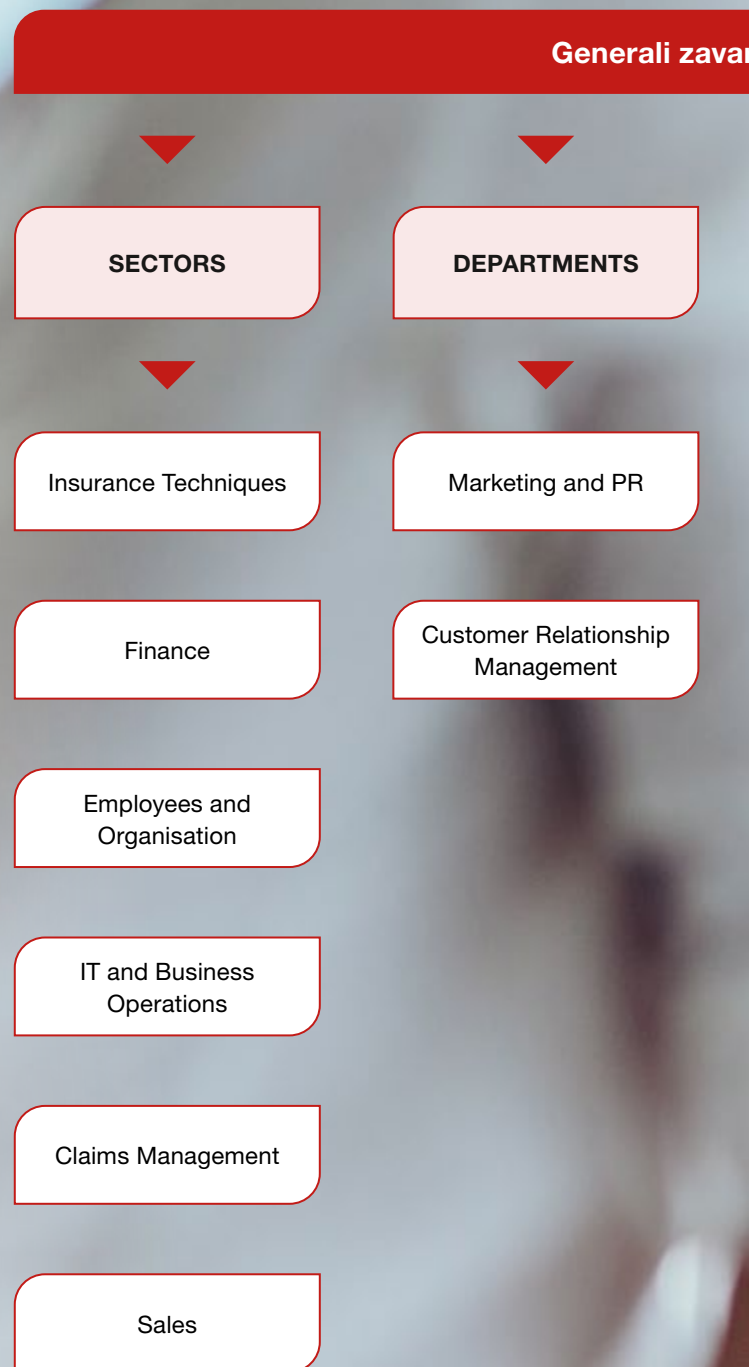 Generali
SECTORS
DEPARTMENTS
Insurance Techniques
Marketing and PR
Finance
Customer Relationship
Management
Employees and
Organisation
IT and Business
Operations
Claims Management
Sales